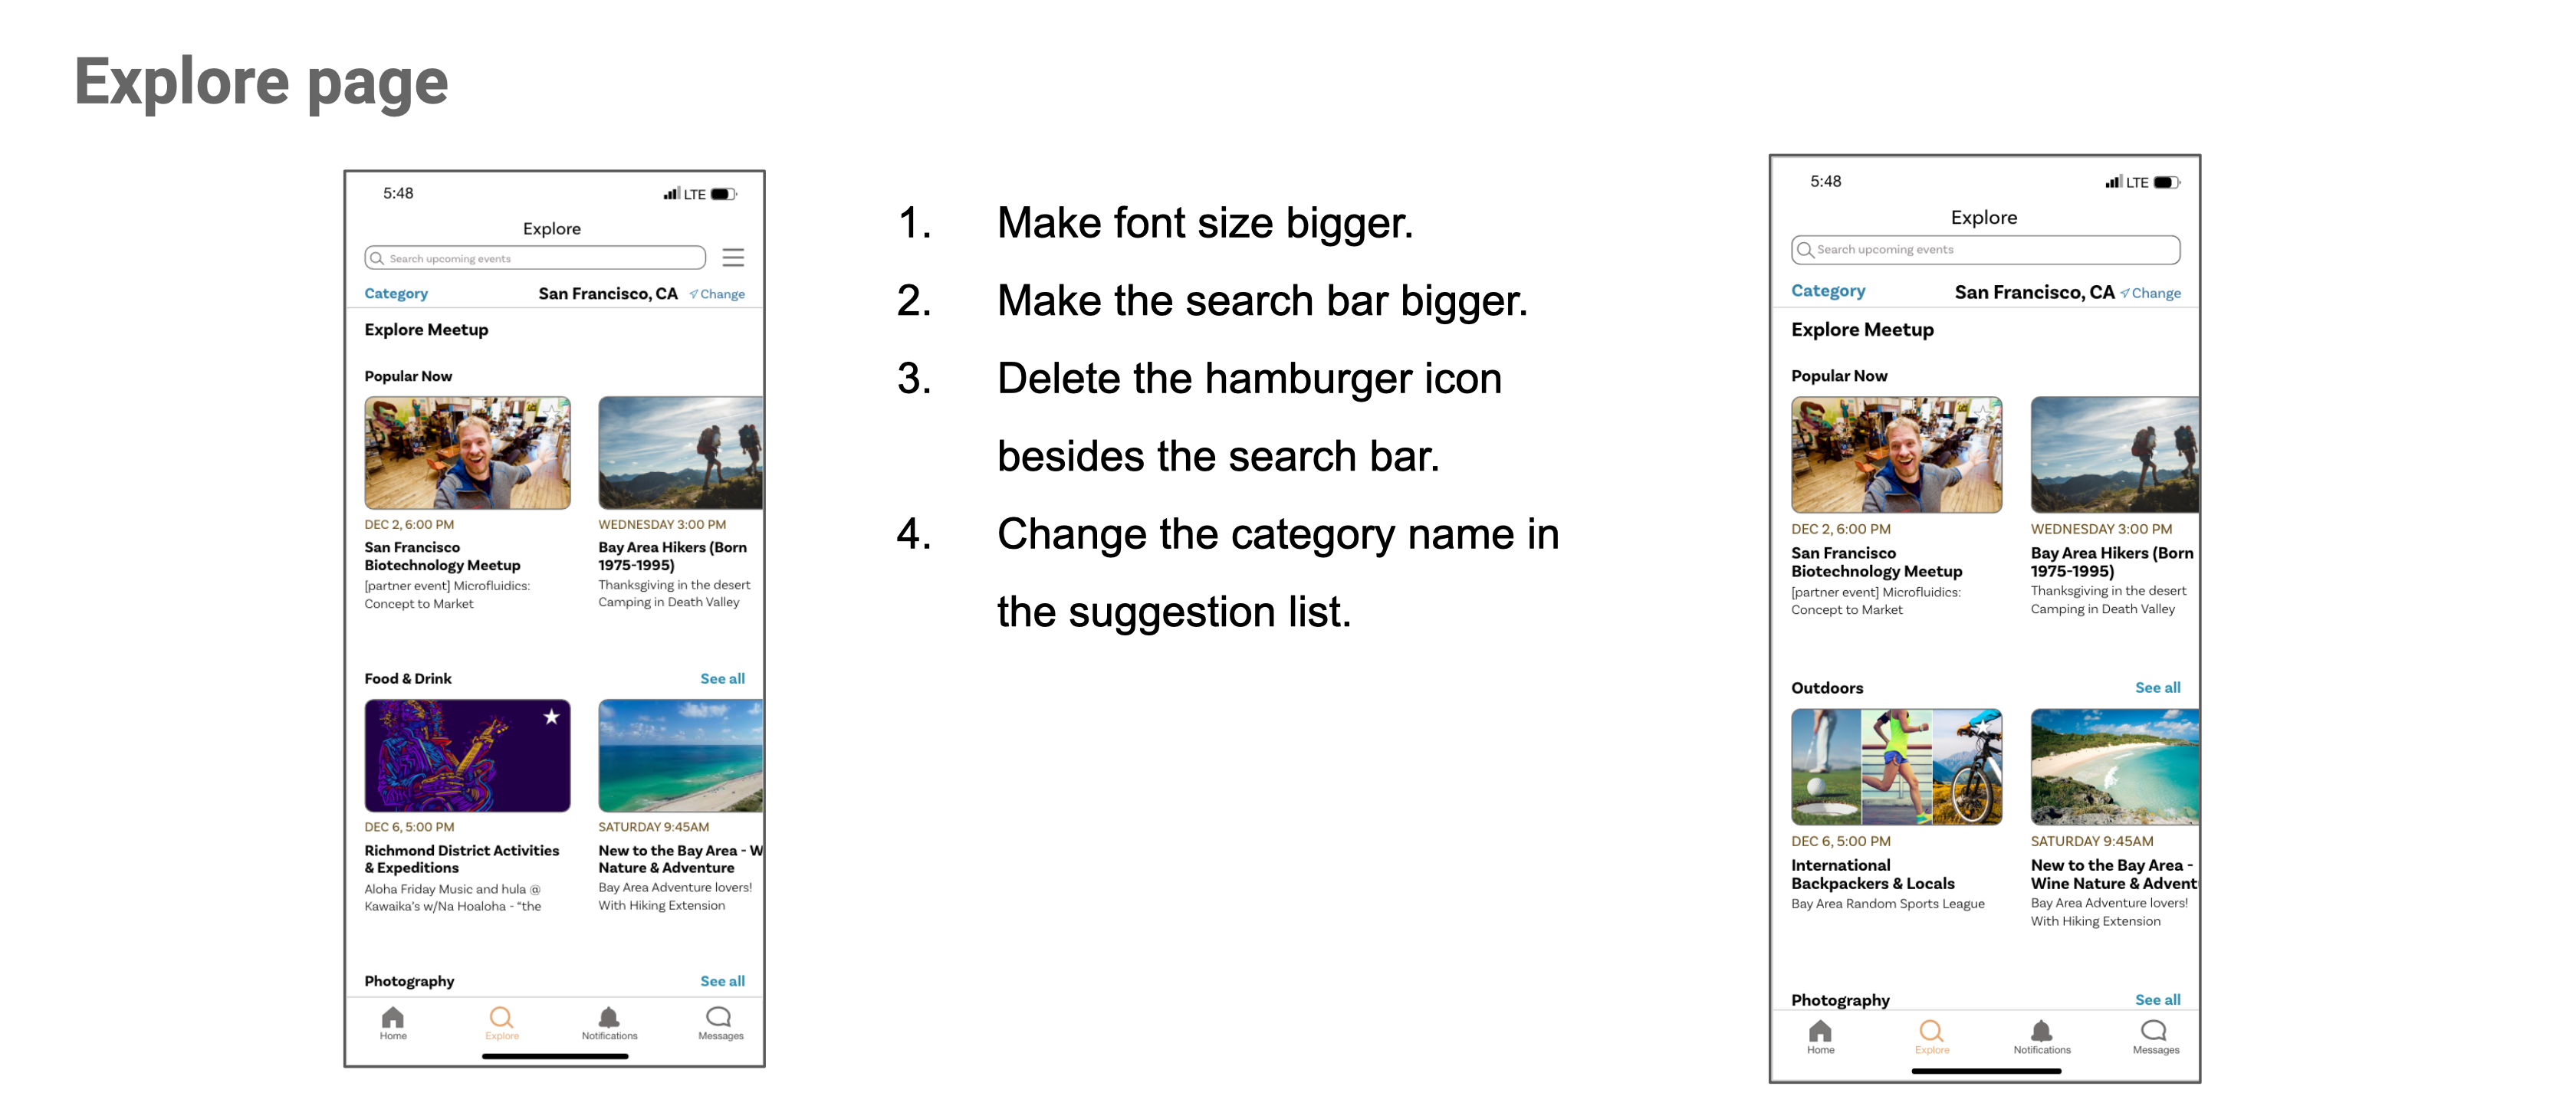 Explore page
5:48 LTE
Explore
Search upcoming events
Category San Francisco, CA Change
Explore Meetup
Popular Now
DEC 2, 6:00 PM
San Francisco
Biotechnology Meetup
[partner event] Microfluidics:
Concept to Market
WEDNESDAY 3:00 PM
Bay Area Hikers (Born
1975-1995)
Thanksgiving in the desert
Camping in Death Valley
Food & Drink See all
DEC 6, 5:00 PM
Richmond District Activities
& Expeditions
Aloha Friday Music and hula @
Kawaika's w/Na Hoaloha - "the
SATURDAY 9:45AM
New to the Bay Area - W
Nature & Adventure
Bay Area Adventure lovers!
With Hiking Extension
Photography See all
Home Explore Notifications Messages
1. Make font size bigger.
2. Make the search bar bigger.
3. Delete the hamburger icon
besides the search bar.
4. Change the category name in
the suggestion list.
5:48 LTE
Explore
Search upcoming events
Category San Francisco, CA Change
Explore Meetup
Popular Now
DEC 2, 6:00 PM
San Francisco
Biotechnology Meetup
[partner event] Microfluidics:
Concept to Market
WEDNESDAY 3:00 PM
Bay Area Hikers (Born
1975-1995)
Thanksgiving in the desert
Camping in Death Valley
Outdoors See all
DEC 6, 5:00 PM
International
Backpackers & Locals
Bay Area Random Sports League
SATURDAY 9:45AM
New to the Bay Area -
Wine Nature & Advent
Bay Area Adventure lovers!
With Hiking Extension
Photography See all
Home Explore Notifications Messages